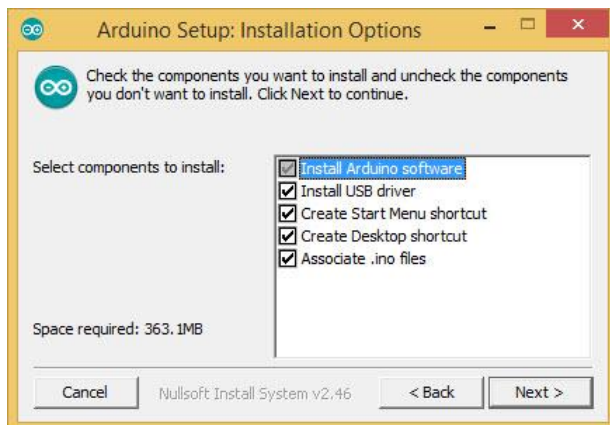 Arduino Setup: Installation Options
Check the components you want to install and uncheck the components
you don't want to install. Click Next to continue.
Select components to install:
Install Arduino software
Install USB driver
Create Start Menu shortcut
Create Desktop shortcut
Associate .ino files
Space required: 363.1MB
Cancel
Nullsoft Install System v2.46
< Back
Next >